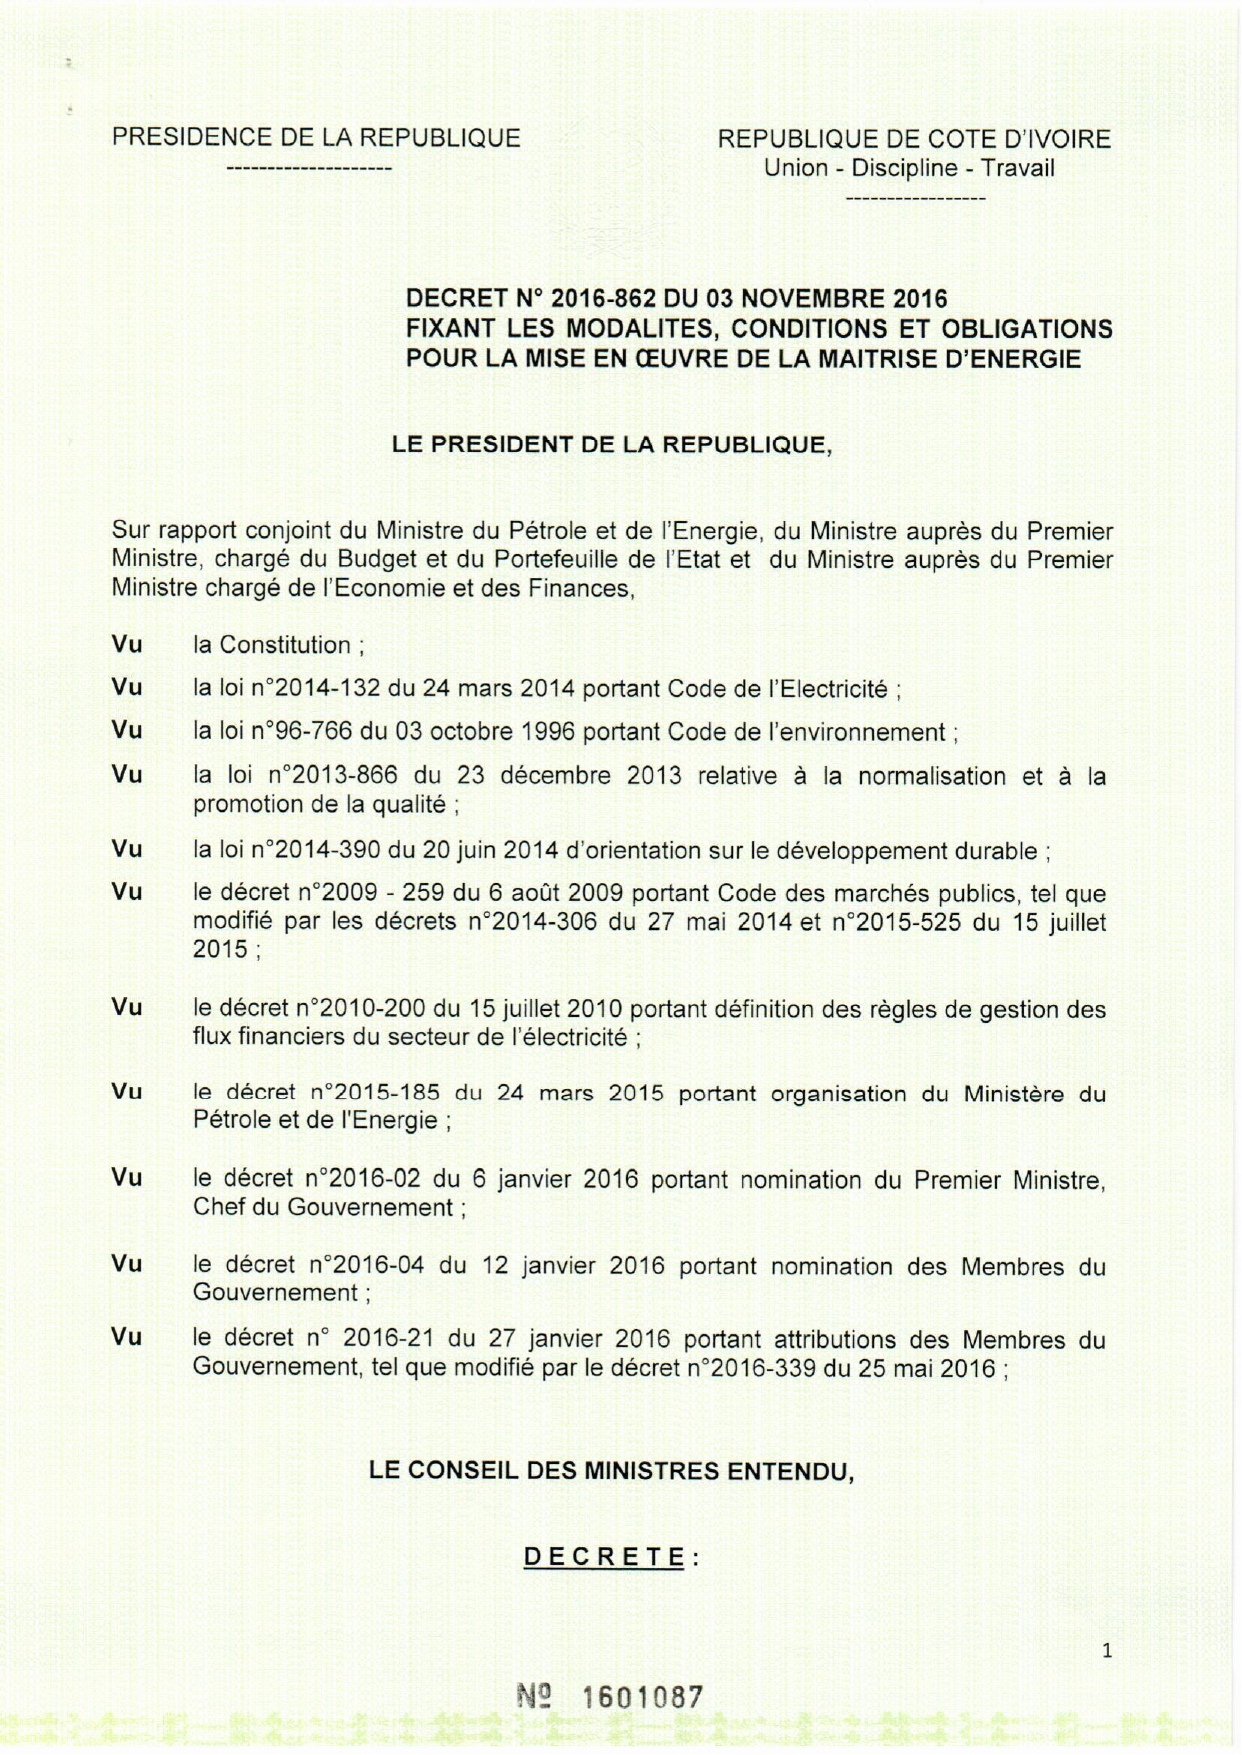 PRESIDENCE DE LA REPUBLIQUE
--------------------
REPUBLIQUE DE COTE D'IVOIRE
Union - Discipline - Travail
-----------------
DECRET N° 2016-862 DU 03 NOVEMBRE 2016
FIXANT LES MODALITES, CONDITIONS ET OBLIGATIONS
POUR LA MISE EN ŒUVRE DE LA MAITRISE D'ENERGIE
LE PRESIDENT DE LA REPUBLIQUE,
Sur rapport conjoint du Ministre du Pétrole et de l'Energie, du Ministre auprès du Premier
Ministre, chargé du Budget et du Portefeuille de l'Etat et du Ministre auprès du Premier
Ministre chargé de l'Economie et des Finances,
Vu la Constitution ;
Vu la loi n°2014-132 du 24 mars 2014 portant Code de l'Electricité ;
Vu la loi n°96-766 du 03 octobre 1996 portant Code de l'environnement ;
Vu la loi n°2013-866 du 23 décembre 2013 relative à la normalisation et à la
promotion de la qualité ;
Vu la loi n°2014-390 du 20 juin 2014 d'orientation sur le développement durable ;
Vu le décret n°2009 - 259 du 6 août 2009 portant Code des marchés publics, tel que
modifié par les décrets n°2014-306 du 27 mai 2014 et n°2015-525 du 15 juillet
2015 ;
Vu le décret n°2010-200 du 15 juillet 2010 portant définition des règles de gestion des
flux financiers du secteur de l'électricité ;
Vu le décret n°2015-185 du 24 mars 2015 portant organisation du Ministère du
Pétrole et de l'Energie ;
Vu le décret n°2016-02 du 6 janvier 2016 portant nomination du Premier Ministre,
Chef du Gouvernement ;
Vu le décret n°2016-04 du 12 janvier 2016 portant nomination des Membres du
Gouvernement ;
Vu le décret n° 2016-21 du 27 janvier 2016 portant attributions des Membres du
Gouvernement, tel que modifié par le décret n°2016-339 du 25 mai 2016 ;
LE CONSEIL DES MINISTRES ENTENDU,
D E C R E T E :
1
Nº 1601087